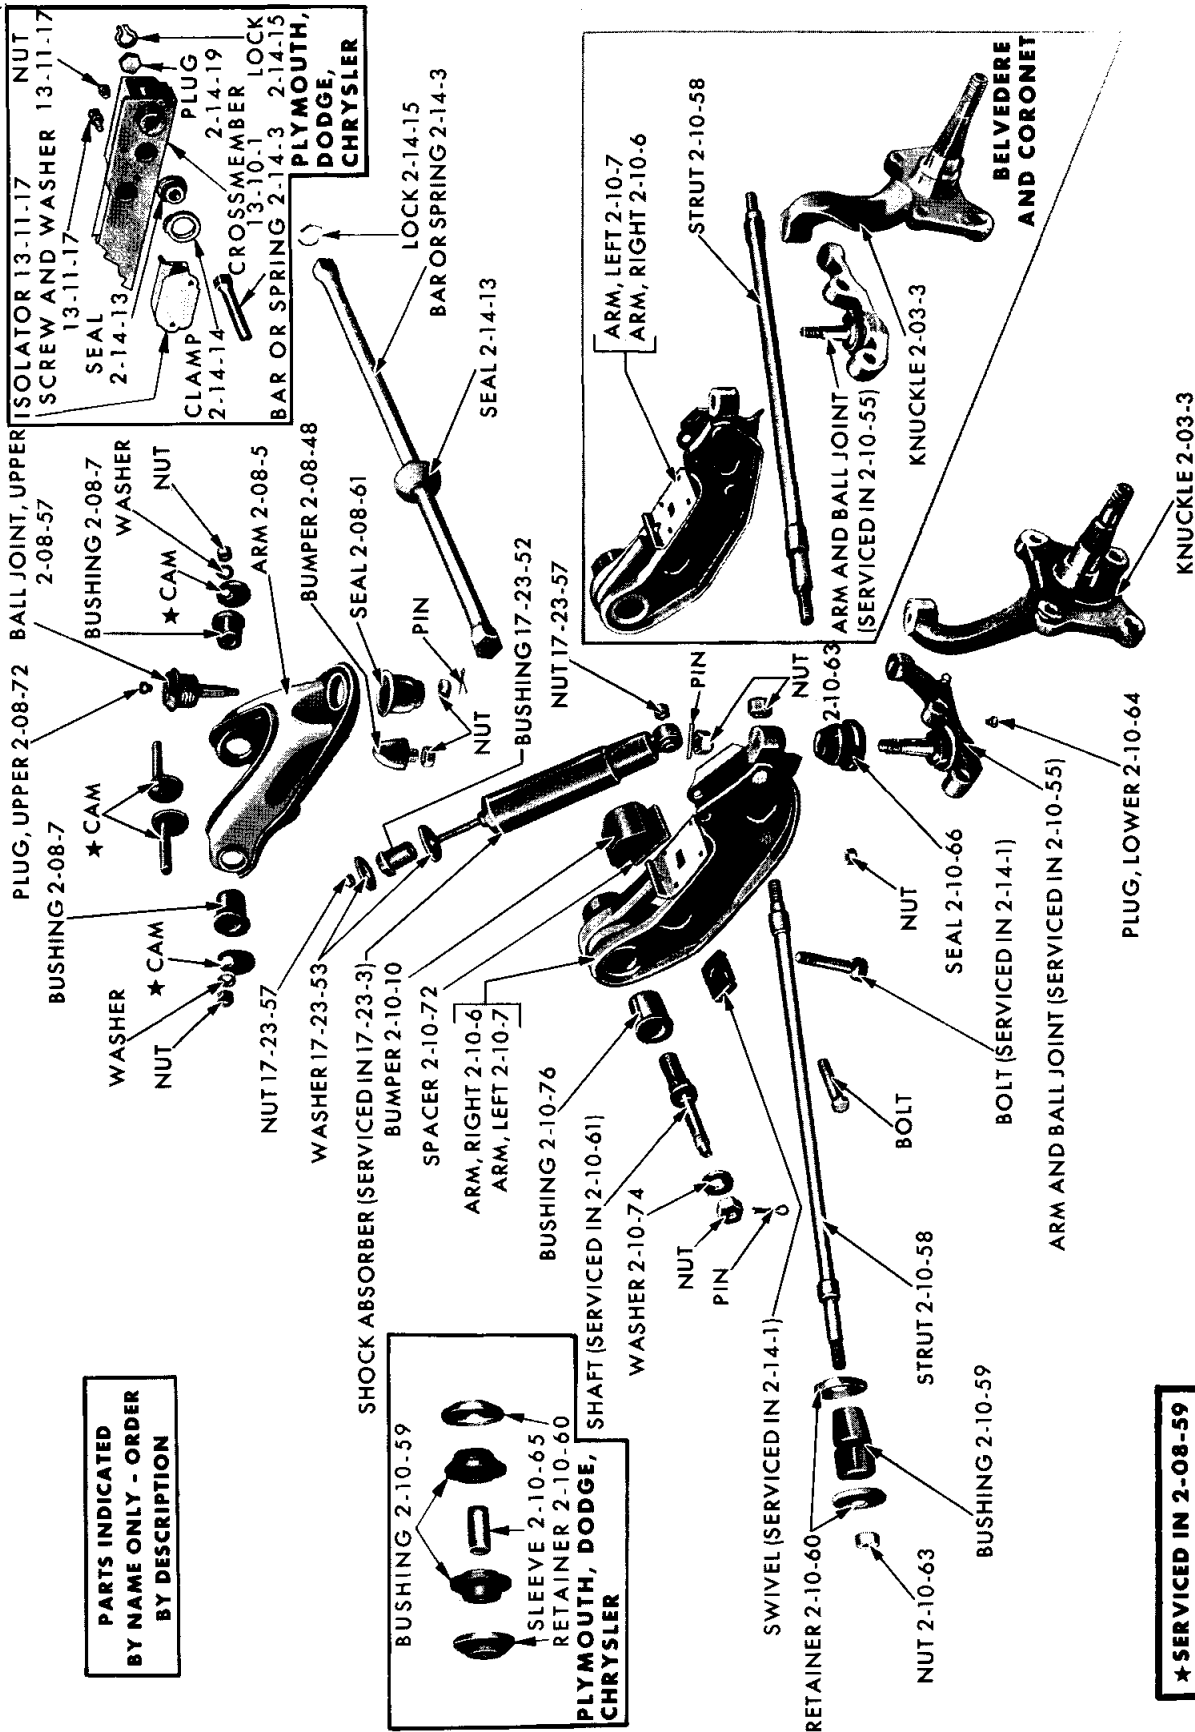 PARTS INDICATED
BY NAME ONLY - ORDER
BY DESCRIPTION
PLUG, UPPER 2-08-72
BALL JOINT, UPPER
2-08-57
BUSHING 2-08-7
★ CAM
WASHER
NUT
BUSHING 2-08-7
★ CAM
WASHER
★ CAM
NUT
ARM 2-08-5
BUMPER 2-08-48
SEAL 2-08-61
PIN
NUT
BUSHING 17-23-52
NUT 17-23-57
ISOLATOR 13-11-17
NUT
SCREW AND WASHER 13-11-17
13-11-17
SEAL
2-14-13
PLUG
2-14-19
CLAMP
2-14-14
CROSSMEMBER
13-10-1
LOCK
BAR OR SPRING 2-14-3
2-14-15
PLYMOUTH,
DODGE,
CHRYSLER
LOCK 2-14-15
BAR OR SPRING 2-14-3
SEAL 2-14-13
NUT 17-23-57
WASHER 17-23-53
SHOCK ABSORBER (SERVICED IN 17-23-3)
BUMPER 2-10-10
SPACER 2-10-72
ARM, RIGHT 2-10-6
ARM, LEFT 2-10-7
BUSHING 2-10-76
SHAFT (SERVICED IN 2-10-61)
WASHER 2-10-74
NUT
PIN
PIN
NUT
2-10-63
BUSHING 2-10-59
SLEEVE 2-10-65
RETAINER 2-10-60
PLYMOUTH, DODGE,
CHRYSLER
ARM, LEFT 2-10-7
ARM, RIGHT 2-10-6
STRUT 2-10-58
ARM AND BALL JOINT
(SERVICED IN 2-10-55)
KNUCKLE 2-03-3
BELVEDERE
AND CORONET
SWIVEL (SERVICED IN 2-14-1)
RETAINER 2-10-60
NUT 2-10-63
BUSHING 2-10-59
STRUT 2-10-58
BOLT
NUT
SEAL 2-10-66
BOLT (SERVICED IN 2-14-1)
ARM AND BALL JOINT (SERVICED IN 2-10-55)
PLUG, LOWER 2-10-64
KNUCKLE 2-03-3
★ SERVICED IN 2-08-59